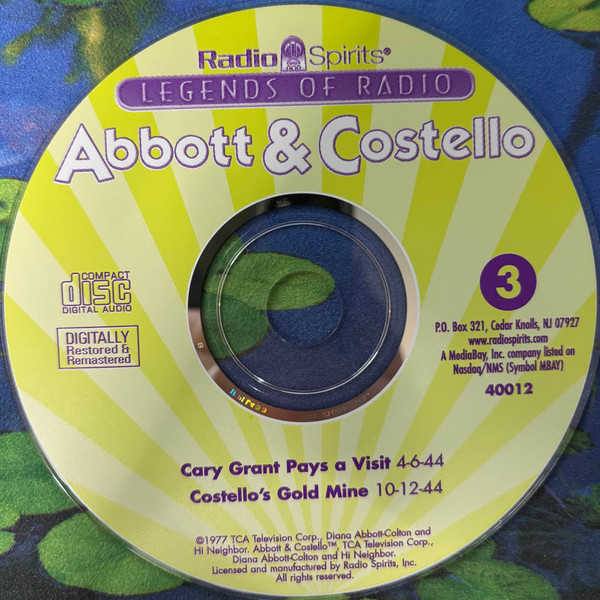 Radio Spirits®
LEGENDS OF RADIO
Abbott & Costello
COMPACT
disc
DIGITAL AUDIO
DIGITALLY
Restored &
Remastered
3
P.O. Box 321, Cedar Knolls, NJ 07927
www.radiospirits.com
A MediaBay, Inc. company listed on
Nasdaq/NMS (Symbol MBAY)
40012
Cary Grant Pays a Visit 4-6-44
Costello's Gold Mine 10-12-44
©1977 TCA Television Corp., Diana Abbott-Colton and
Hi Neighbor. Abbott & Costello™, TCA Television Corp.,
Diana Abbott-Colton and Hi Neighbor.
Licensed and manufactured by Radio Spirits, Inc.
All rights reserved.